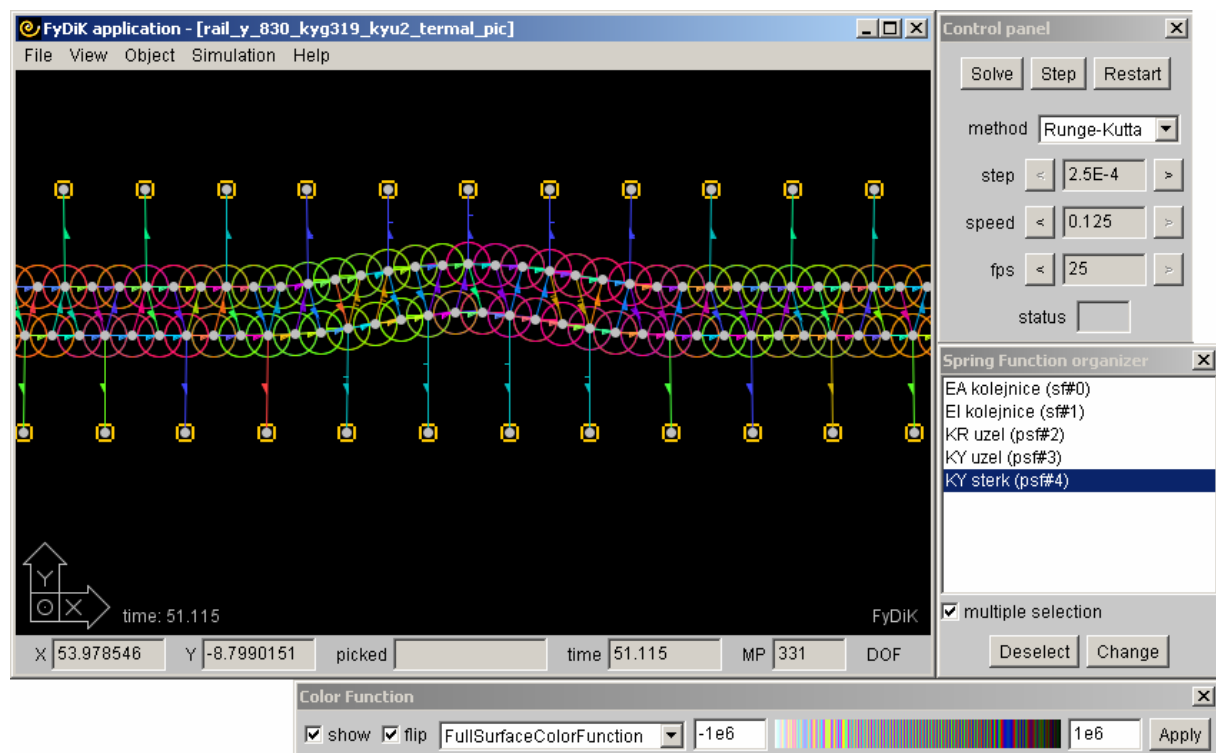 FyDiK application - [rail_y_830_kyg319_kyu2_termal_pic]
File View Object Simulation Help
Y
X
time: 51.115
FyDiK
X 53.978546 Y -8.7990151 picked time 51.115 MP 331 DOF
Control panel
Solve Step Restart
method Runge-Kutta
step < 2.5E-4 >
speed < 0.125 >
fps < 25 >
status
Spring Function organizer
EA kolejnice (sf#0)
EI kolejnice (sf#1)
KR uzel (psf#2)
KY uzel (psf#3)
KY sterk (psf#4)
multiple selection
Deselect Change
Color Function
show flip FullSurfaceColorFunction -1e6 1e6 Apply